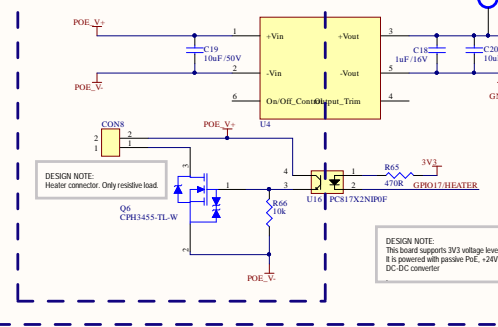 POE_V+
1
+Vin
+Vout
3
C19
10uF /50V
C18
1uF /16V
C20
10u
2
-Vin
-Vout
5
POE_V-
6
On/Off_Control
Output_Trim
4
U4
CON8
POE_V+
2
2
1
1
3
4
1
R65
3V3
DESIGN NOTE:
Heater connector. Only resistive load.
1
3
2
470R
GPIO17/HEATER
U16
PC817X2NIP0F
Q6
CPH3455-TL-W
R66
10k
2
POE_V-
DESIGN NOTE:
This board supports 3V3 voltage leve
It is powered with passive PoE, +24V
DC-DC converter